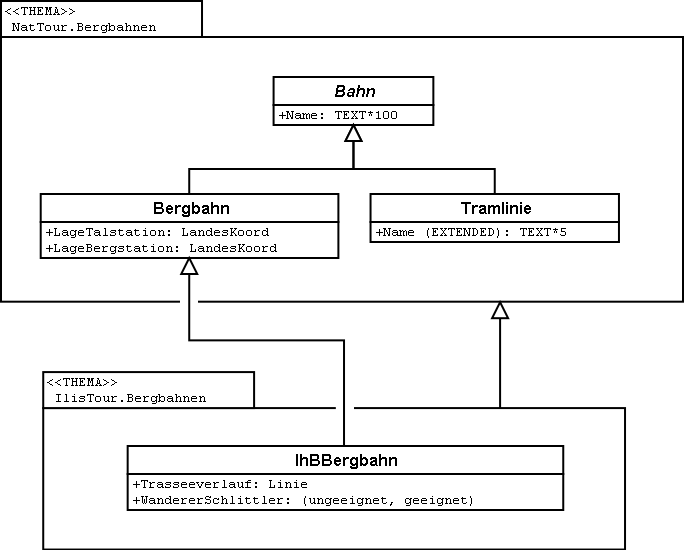 <<THEMA>>
NatTour.Bergbahnen
Bahn
+Name: TEXT*100
Bergbahn
+LageTalstation: LandesKoord
+LageBergstation: LandesKoord
Tramlinie
+Name (EXTENDED): TEXT*5
<<THEMA>>
IlisTour.Bergbahnen
IhBBergbahn
+Trasseeverlauf: Linie
+WandererSchlittler: (ungeeignet, geeignet)